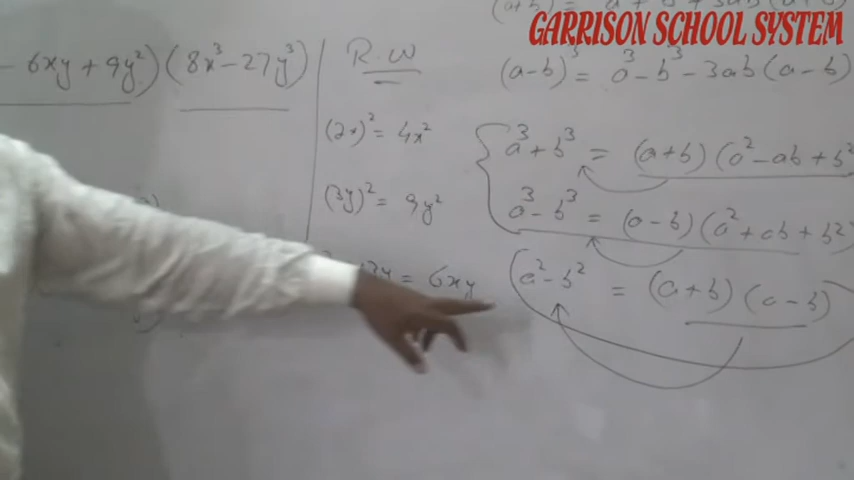 GARRISON SCHOOL SYSTEM
- 6xy + 9y²) (8x³ - 27y³)
R.W
(2x)² = 4x²
(3y)² = 9y²
= 6xy
(a-b)³ = a³ - b³ - 3ab(a-b)
a³ + b³ = (a+b) (a² - ab + b²
a³ - b³ = (a-b) (a² + ab + b²)
a² - b² = (a+b) (a-b)